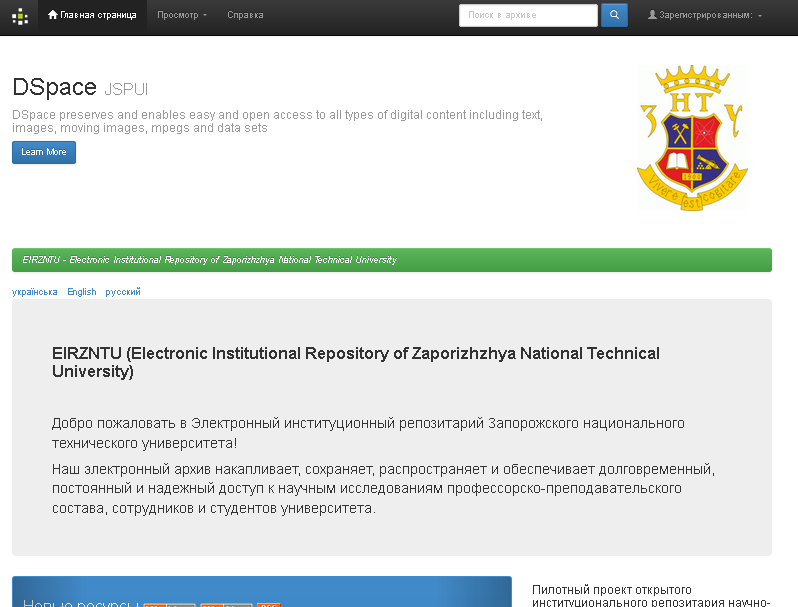 Главная страница Просмотр Справка Поиск в архиве Зарегистрированным:
DSpace JSPUI
DSpace preserves and enables easy and open access to all types of digital content including text,
images, moving images, mpegs and data sets
Learn More
ЗНТУ
1900
Vivere est cogitare
EIRZNTU - Electronic Institutional Repository of Zaporizhzhya National Technical University
українська English русский
EIRZNTU (Electronic Institutional Repository of Zaporizhzhya National Technical
University)
Добро пожаловать в Электронный институционный репозитарий Запорожского национального
технического университета!
Наш электронный архив накапливает, сохраняет, распространяет и обеспечивает долговременный,
постоянный и надежный доступ к научным исследованиям профессорско-преподавательского
состава, сотрудников и студентов университета.
Новые ресурсы
Пилотный проект открытого
институционального репозитария научно-